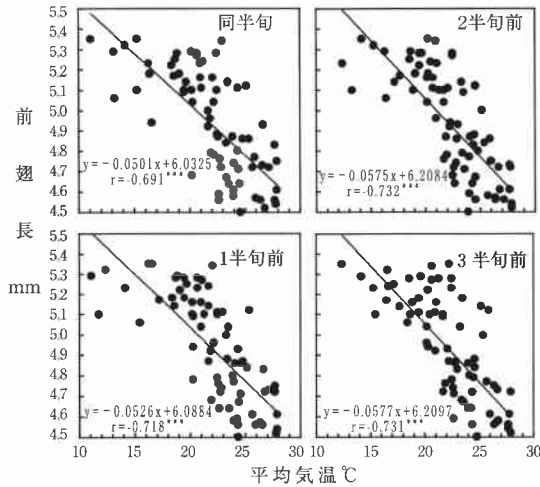 同半旬
2半旬前
1半旬前
3半旬前
前翅長mm
5.5
5.4
5.3
5.2
5.1
5.0
4.9
4.8
4.7
4.6
4.5
y=-0.0501x+6.0325
r=-0.691***
y=-0.0575x+6.2084
r=-0.732***
5.5
5.4
5.3
5.2
5.1
5.0
4.9
4.8
4.7
4.6
4.5
y=-0.0526x+6.0884
r=-0.718***
y=-0.0577x+6.2097
r=-0.731***
10 15 20 25 30 10 15 20 25 30
平均気温℃